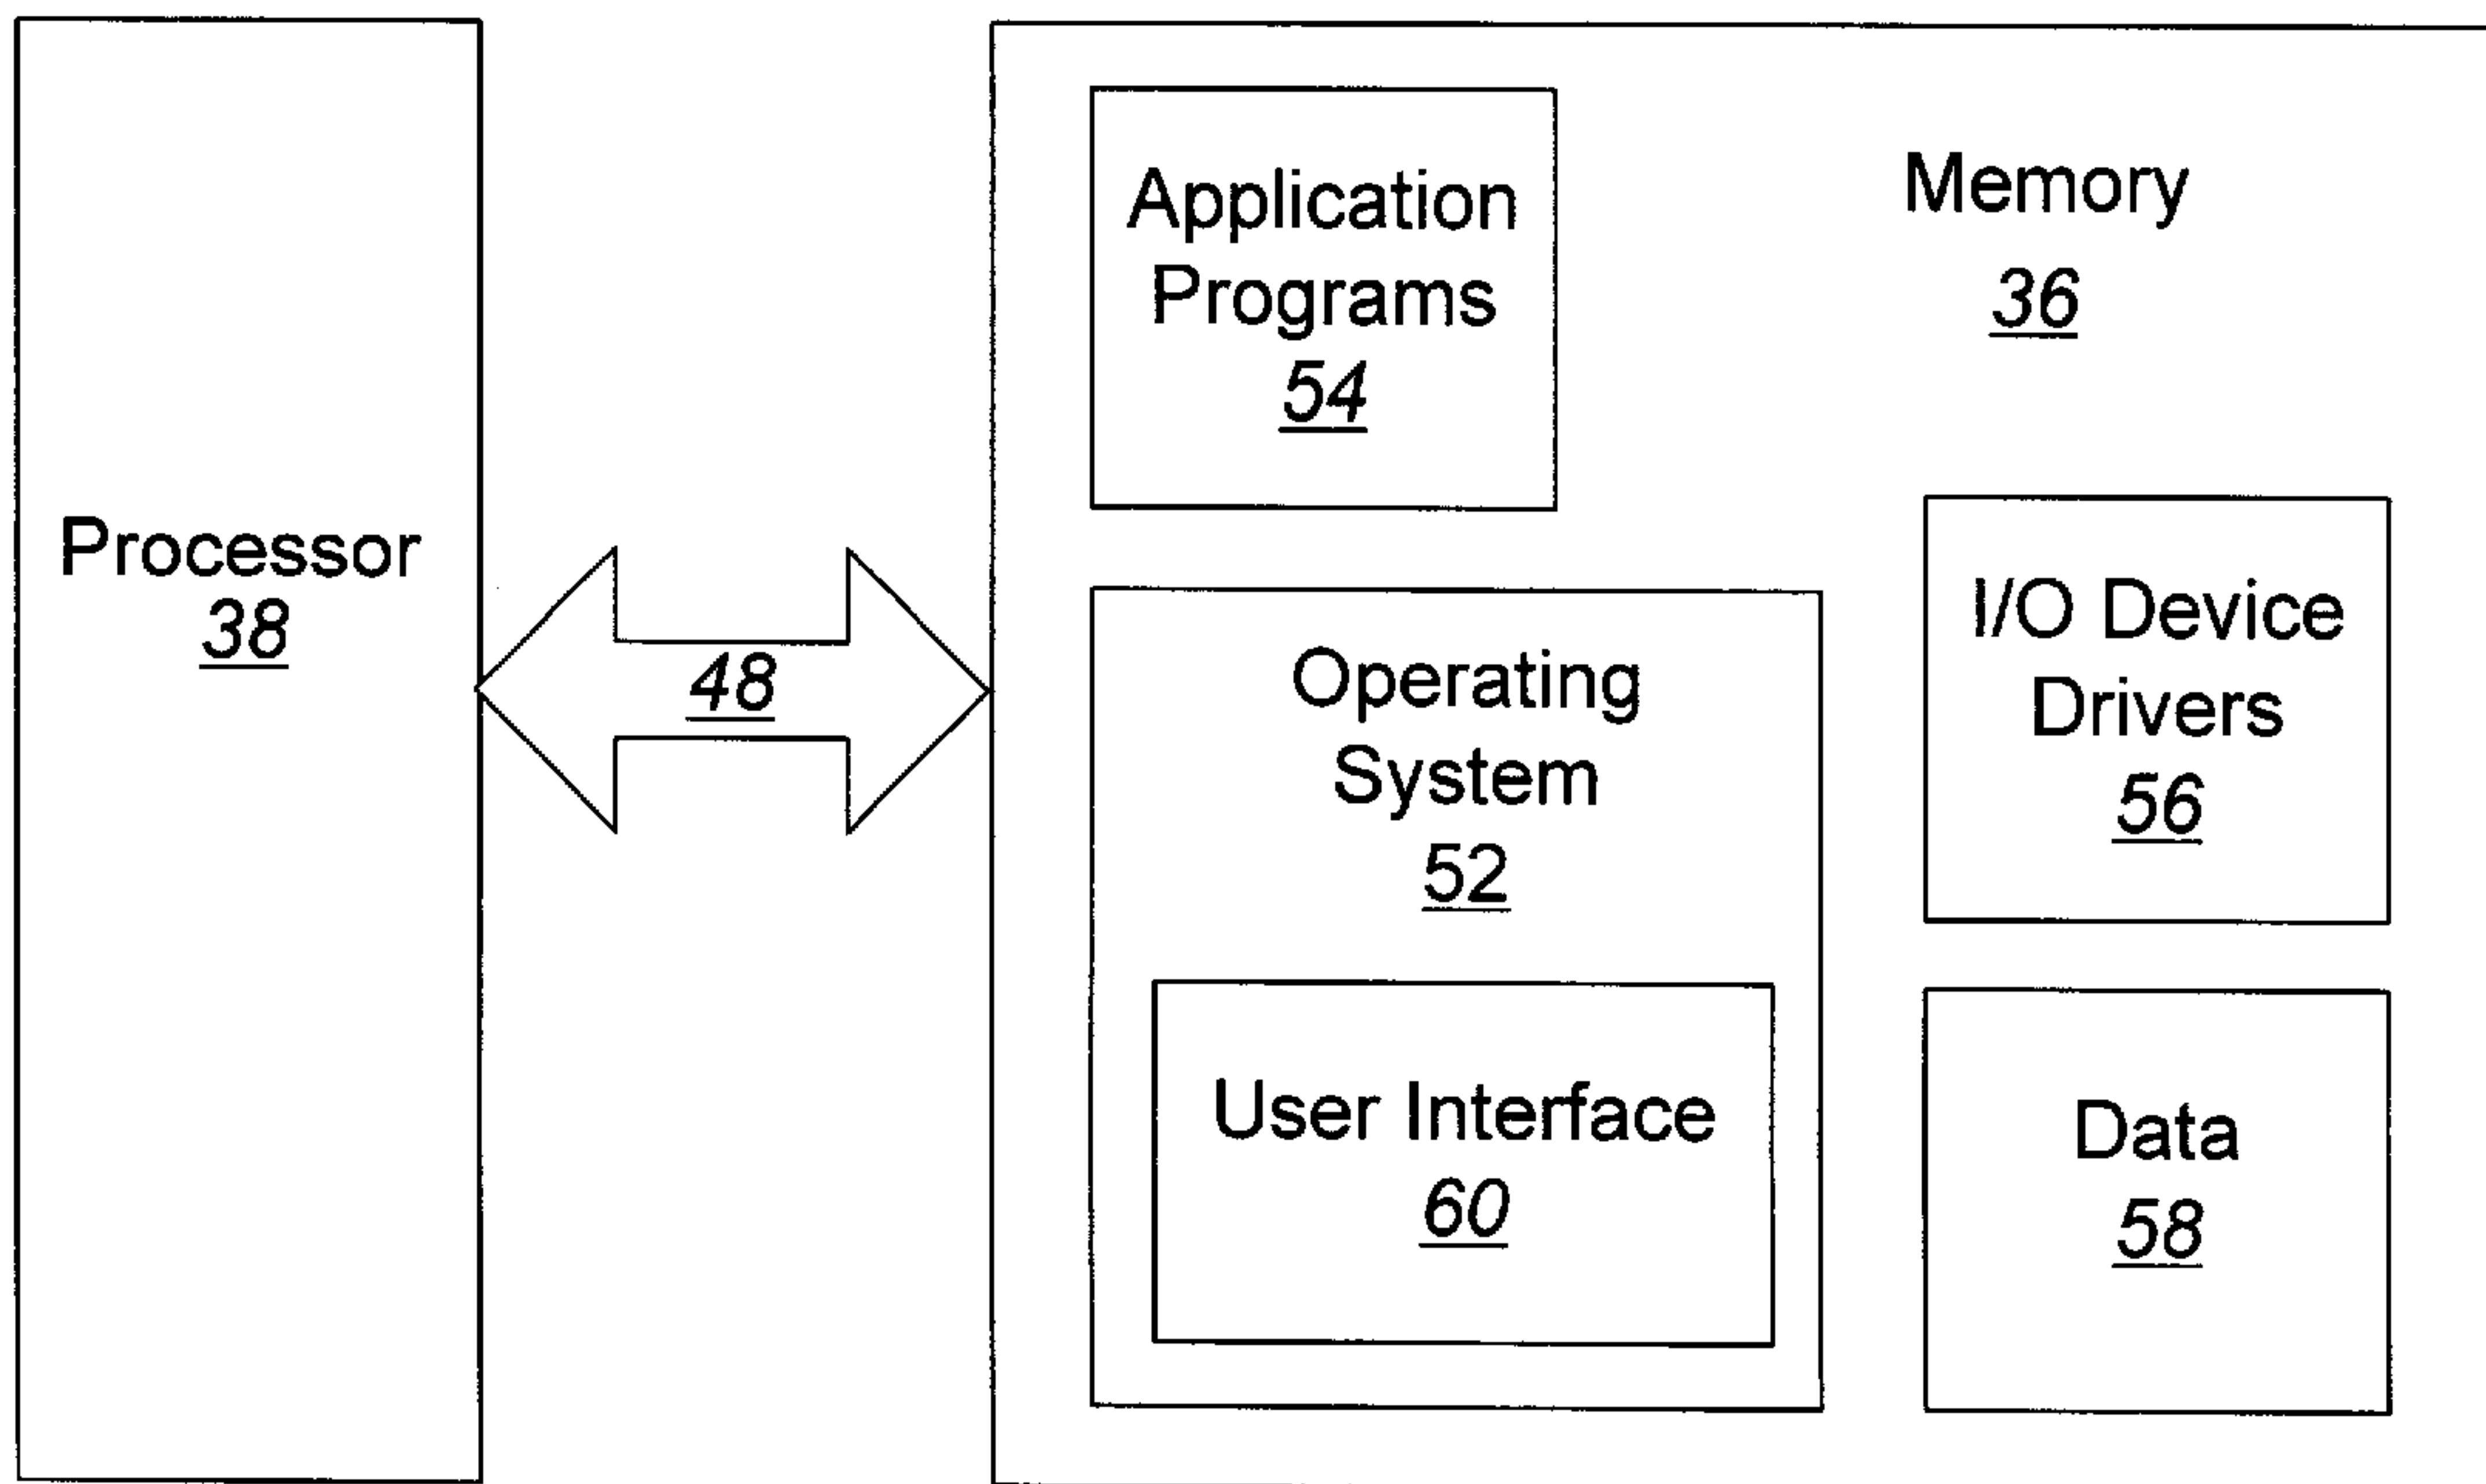 Processor
38
48
Application
Programs
54
Memory
36
Operating
System
52
User Interface
60
I/O Device
Drivers
56
Data
58